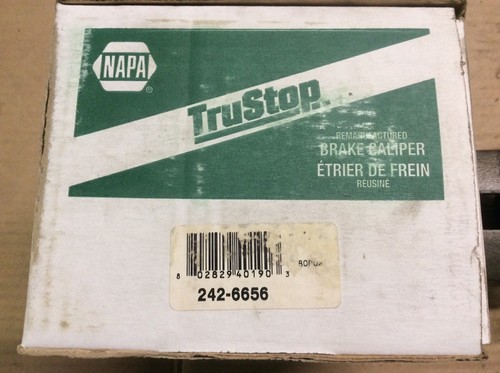 NAPA
®
TruStop
REMANUFACTURED
BRAKE CALIPER
ÉTRIER DE FREIN
REUSINÉ
8 02829 40190 3
242-6656